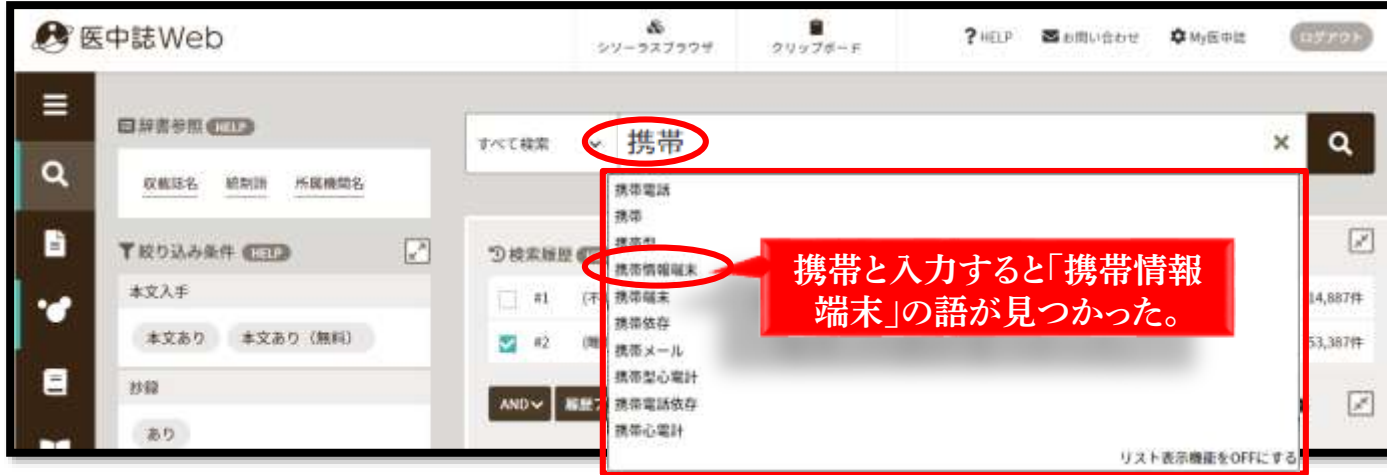 医中誌Web
シソーラスブラウザ
クリップボード
? HELP
お問い合わせ
My医中誌
ログアウト
辞書参照 HELP
収載誌名 統制語 所属機関名
すべて検索
携帯
×
携帯電話
携帯
携帯型
携帯情報端末
携帯端末
携帯依存
携帯メール
携帯型心電計
携帯電話依存
携帯心電計
リスト表示機能をOFFにする
携帯と入力すると「携帯情報
端末」の語が見つかった。
絞り込み条件 HELP
本文入手
本文あり 本文あり（無料）
抄録
あり
検索履歴
#1
14,887件
#2
53,387件
AND